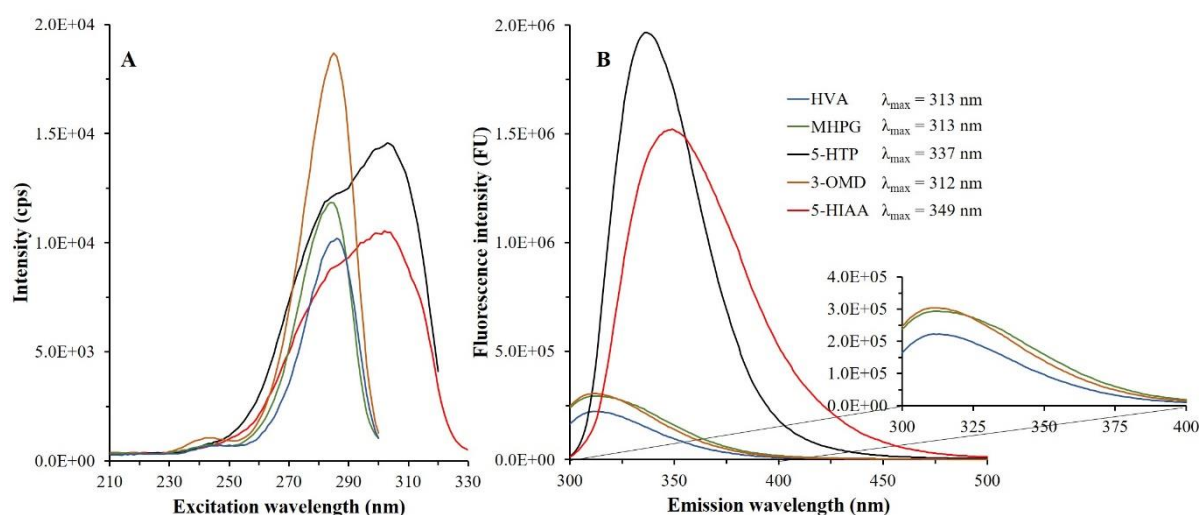 A
Intensity (cps)
2.0E+04
1.5E+04
1.0E+04
5.0E+03
0.0E+00
210 230 250 270 290 310 330
Excitation wavelength (nm)
B
Fluorescence intensity (FU)
2.0E+06
1.5E+06
1.0E+06
5.0E+05
0.0E+00
300 350 400 450 500
Emission wavelength (nm)
HVA λmax = 313 nm
MHPG λmax = 313 nm
5-HTP λmax = 337 nm
3-OMD λmax = 312 nm
5-HIAA λmax = 349 nm
4.0E+05
3.0E+05
2.0E+05
1.0E+05
0.0E+00
300 325 350 375 400